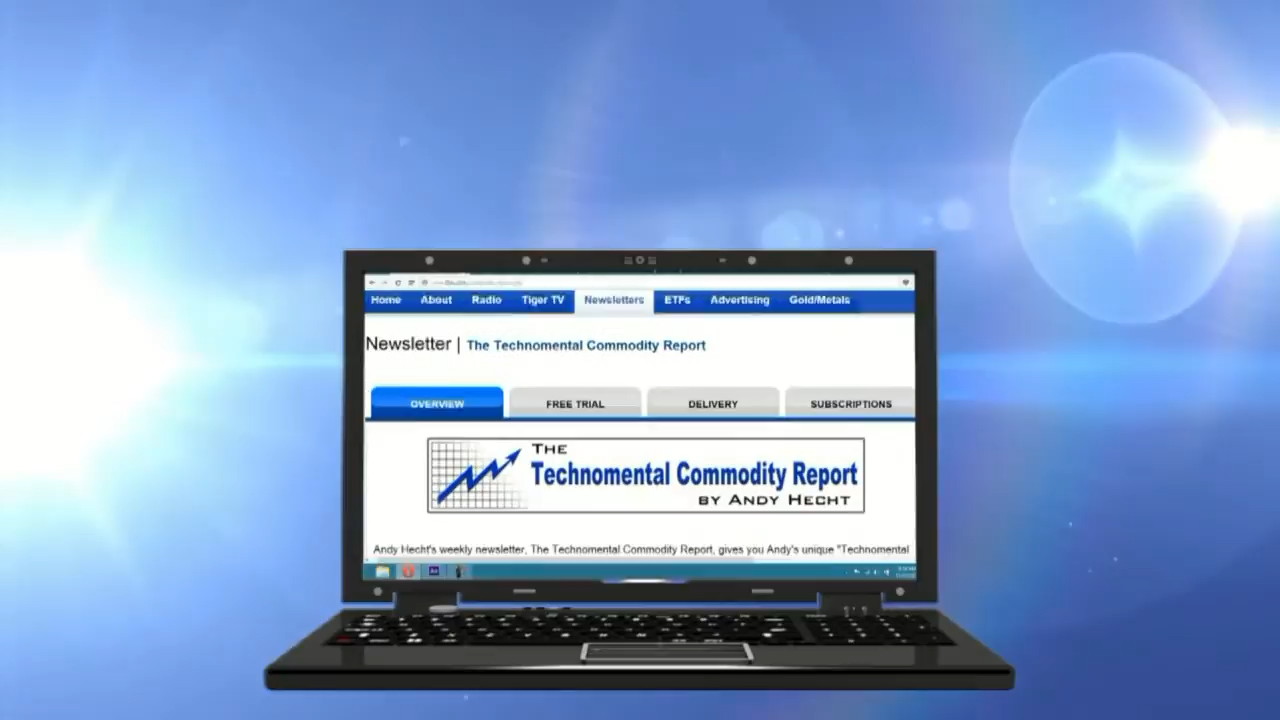 Home About Radio Tiger TV Newsletters ETFs Advertising Gold/Metals
Newsletter | The Technomental Commodity Report
OVERVIEW FREE TRIAL DELIVERY SUBSCRIPTIONS
THE
Technomental Commodity Report
BY ANDY HECHT
Andy Hecht's weekly newsletter, The Technomental Commodity Report, gives you Andy's unique "Technomental